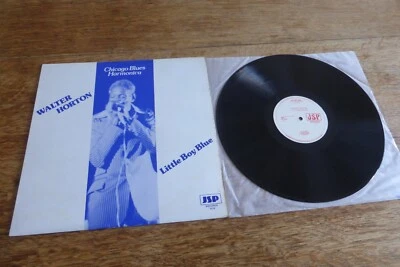 Chicago Blues
Harmonica
WALTER
HORTON
Little Boy Blue
JSP
JSP